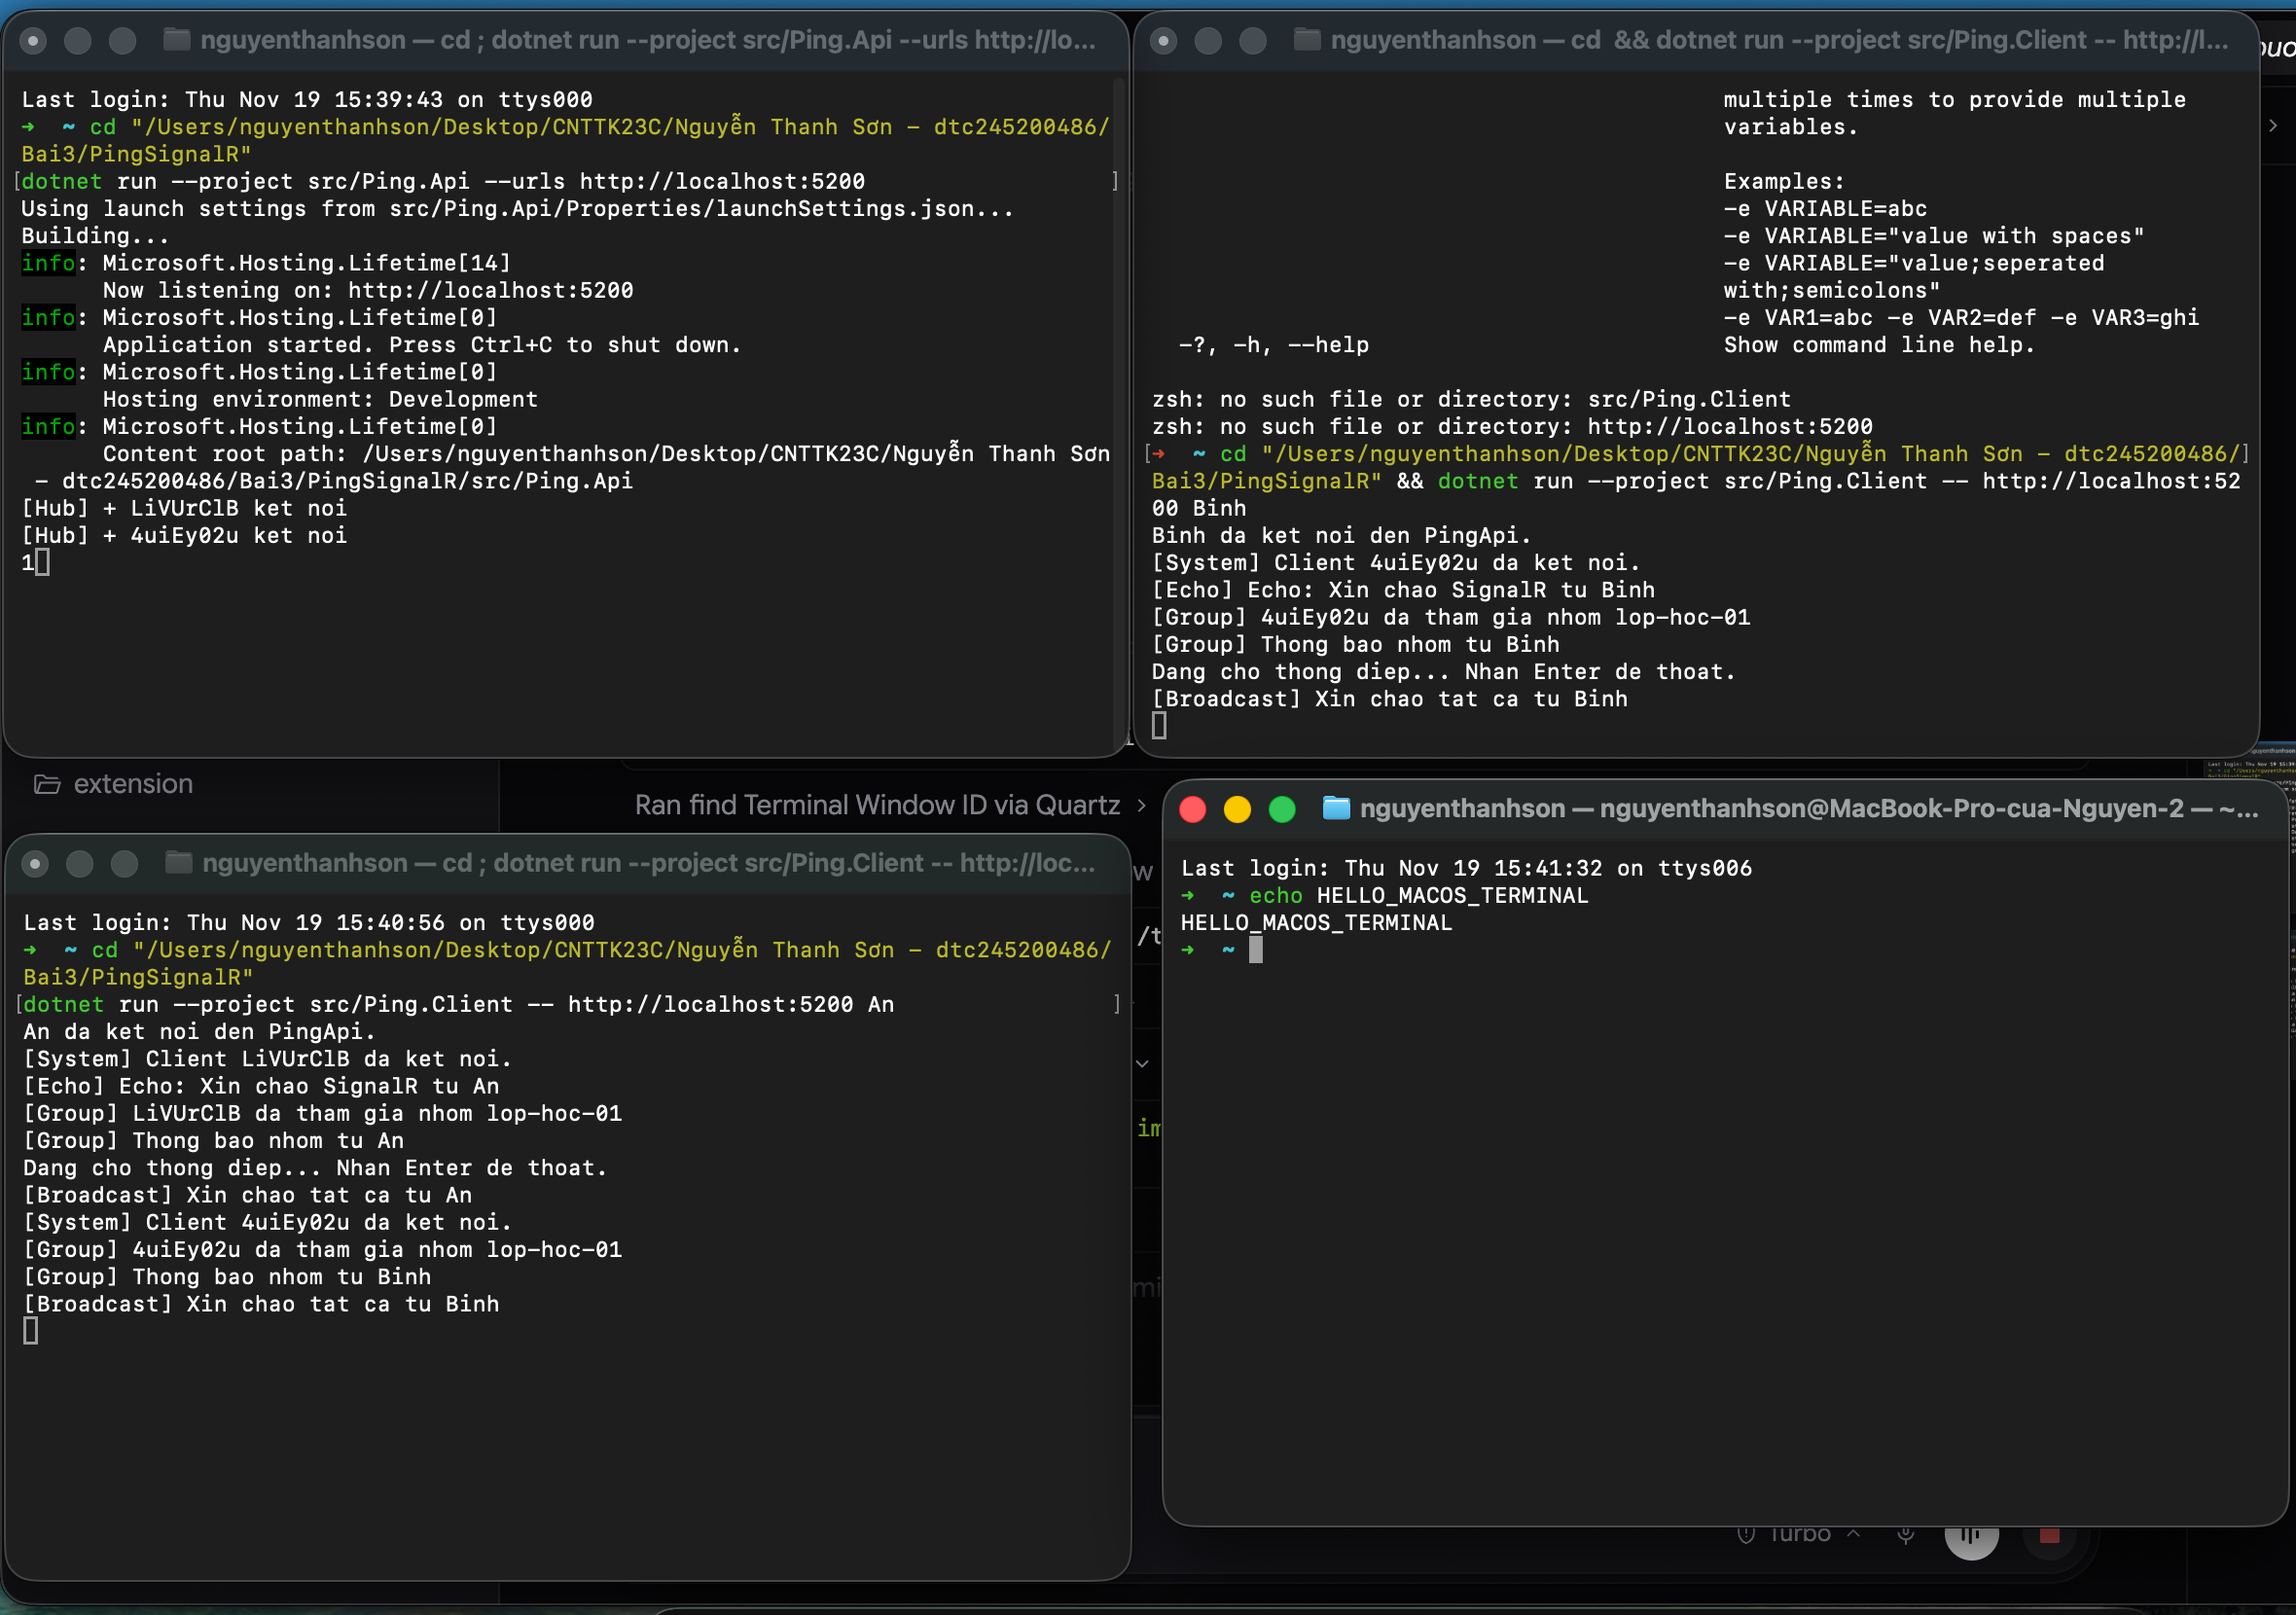 nguyenthanhson — cd ; dotnet run --project src/Ping.Api --urls http://lo...
Last login: Thu Nov 19 15:39:43 on ttys000
➜  ~ cd "/Users/nguyenthanhson/Desktop/CNTTK23C/Nguyễn Thanh Sơn - dtc245200486/
Bai3/PingSignalR"
[dotnet run --project src/Ping.Api --urls http://localhost:5200 ]
Using launch settings from src/Ping.Api/Properties/launchSettings.json...
Building...
info: Microsoft.Hosting.Lifetime[14]
Now listening on: http://localhost:5200
info: Microsoft.Hosting.Lifetime[0]
Application started. Press Ctrl+C to shut down.
info: Microsoft.Hosting.Lifetime[0]
Hosting environment: Development
info: Microsoft.Hosting.Lifetime[0]
Content root path: /Users/nguyenthanhson/Desktop/CNTTK23C/Nguyễn Thanh Sơn
- dtc245200486/Bai3/PingSignalR/src/Ping.Api
[Hub] + LiVUrClB ket noi
[Hub] + 4uiEy02u ket noi
1
nguyenthanhson — cd  && dotnet run --project src/Ping.Client -- http://l...
multiple times to provide multiple
variables.
Examples:
-e VARIABLE=abc
-e VARIABLE="value with spaces"
-e VARIABLE="value;seperated
with;semicolons"
-e VAR1=abc -e VAR2=def -e VAR3=ghi
-?, -h, --help Show command line help.
zsh: no such file or directory: src/Ping.Client
zsh: no such file or directory: http://localhost:5200
[➜  ~ cd "/Users/nguyenthanhson/Desktop/CNTTK23C/Nguyễn Thanh Sơn - dtc245200486/]
Bai3/PingSignalR" && dotnet run --project src/Ping.Client -- http://localhost:52
00 Binh
Binh da ket noi den PingApi.
[System] Client 4uiEy02u da ket noi.
[Echo] Echo: Xin chao SignalR tu Binh
[Group] 4uiEy02u da tham gia nhom lop-hoc-01
[Group] Thong bao nhom tu Binh
Dang cho thong diep... Nhan Enter de thoat.
[Broadcast] Xin chao tat ca tu Binh
extension
Ran find Terminal Window ID via Quartz
nguyenthanhson — cd ; dotnet run --project src/Ping.Client -- http://loc...
Last login: Thu Nov 19 15:40:56 on ttys000
➜  ~ cd "/Users/nguyenthanhson/Desktop/CNTTK23C/Nguyễn Thanh Sơn - dtc245200486/
Bai3/PingSignalR"
[dotnet run --project src/Ping.Client -- http://localhost:5200 An ]
An da ket noi den PingApi.
[System] Client LiVUrClB da ket noi.
[Echo] Echo: Xin chao SignalR tu An
[Group] LiVUrClB da tham gia nhom lop-hoc-01
[Group] Thong bao nhom tu An
Dang cho thong diep... Nhan Enter de thoat.
[Broadcast] Xin chao tat ca tu An
[System] Client 4uiEy02u da ket noi.
[Group] 4uiEy02u da tham gia nhom lop-hoc-01
[Group] Thong bao nhom tu Binh
[Broadcast] Xin chao tat ca tu Binh
nguyenthanhson — nguyenthanhson@MacBook-Pro-cua-Nguyen-2 — ~...
Last login: Thu Nov 19 15:41:32 on ttys006
➜  ~ echo HELLO_MACOS_TERMINAL
HELLO_MACOS_TERMINAL
➜  ~
Turbo